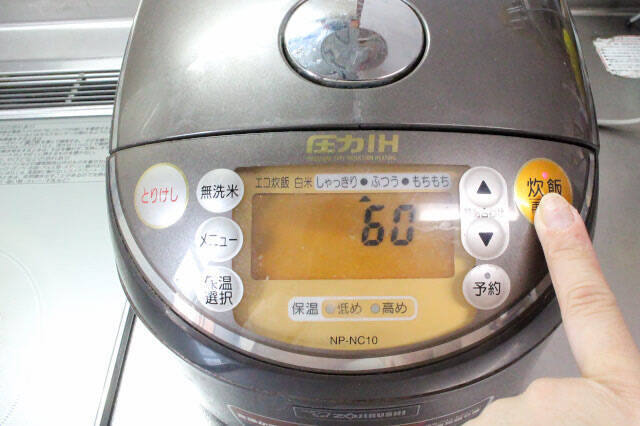 圧力IH
とりけし
無洗米
エコ炊飯 白米 しゃっきり●ふつう●もちもち
炊飯
メニュー
60
保温
選択
予約
保温 低め 高め
NP-NC10
ZOJIRUSHI